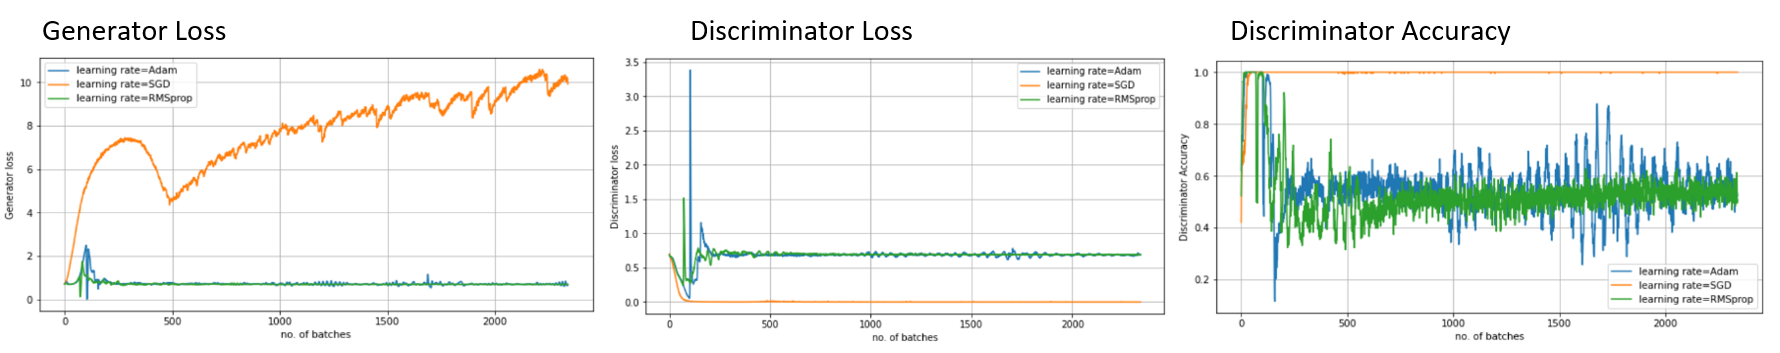 Generator Loss
learning rate=Adam
learning rate=SGD
learning rate=RMSprop
10
8
6
4
2
0
Generator loss
0
500
1000
1500
2000
no. of batches
Discriminator Loss
learning rate=Adam
learning rate=SGD
learning rate=RMSprop
3.5
3.0
2.5
2.0
1.5
1.0
0.5
0.0
Discriminator loss
0
500
1000
1500
2000
no. of batches
Discriminator Accuracy
1.0
0.8
0.6
0.4
0.2
Discriminator Accuracy
learning rate=Adam
learning rate=SGD
learning rate=RMSprop
0
500
1000
1500
2000
no. of batches